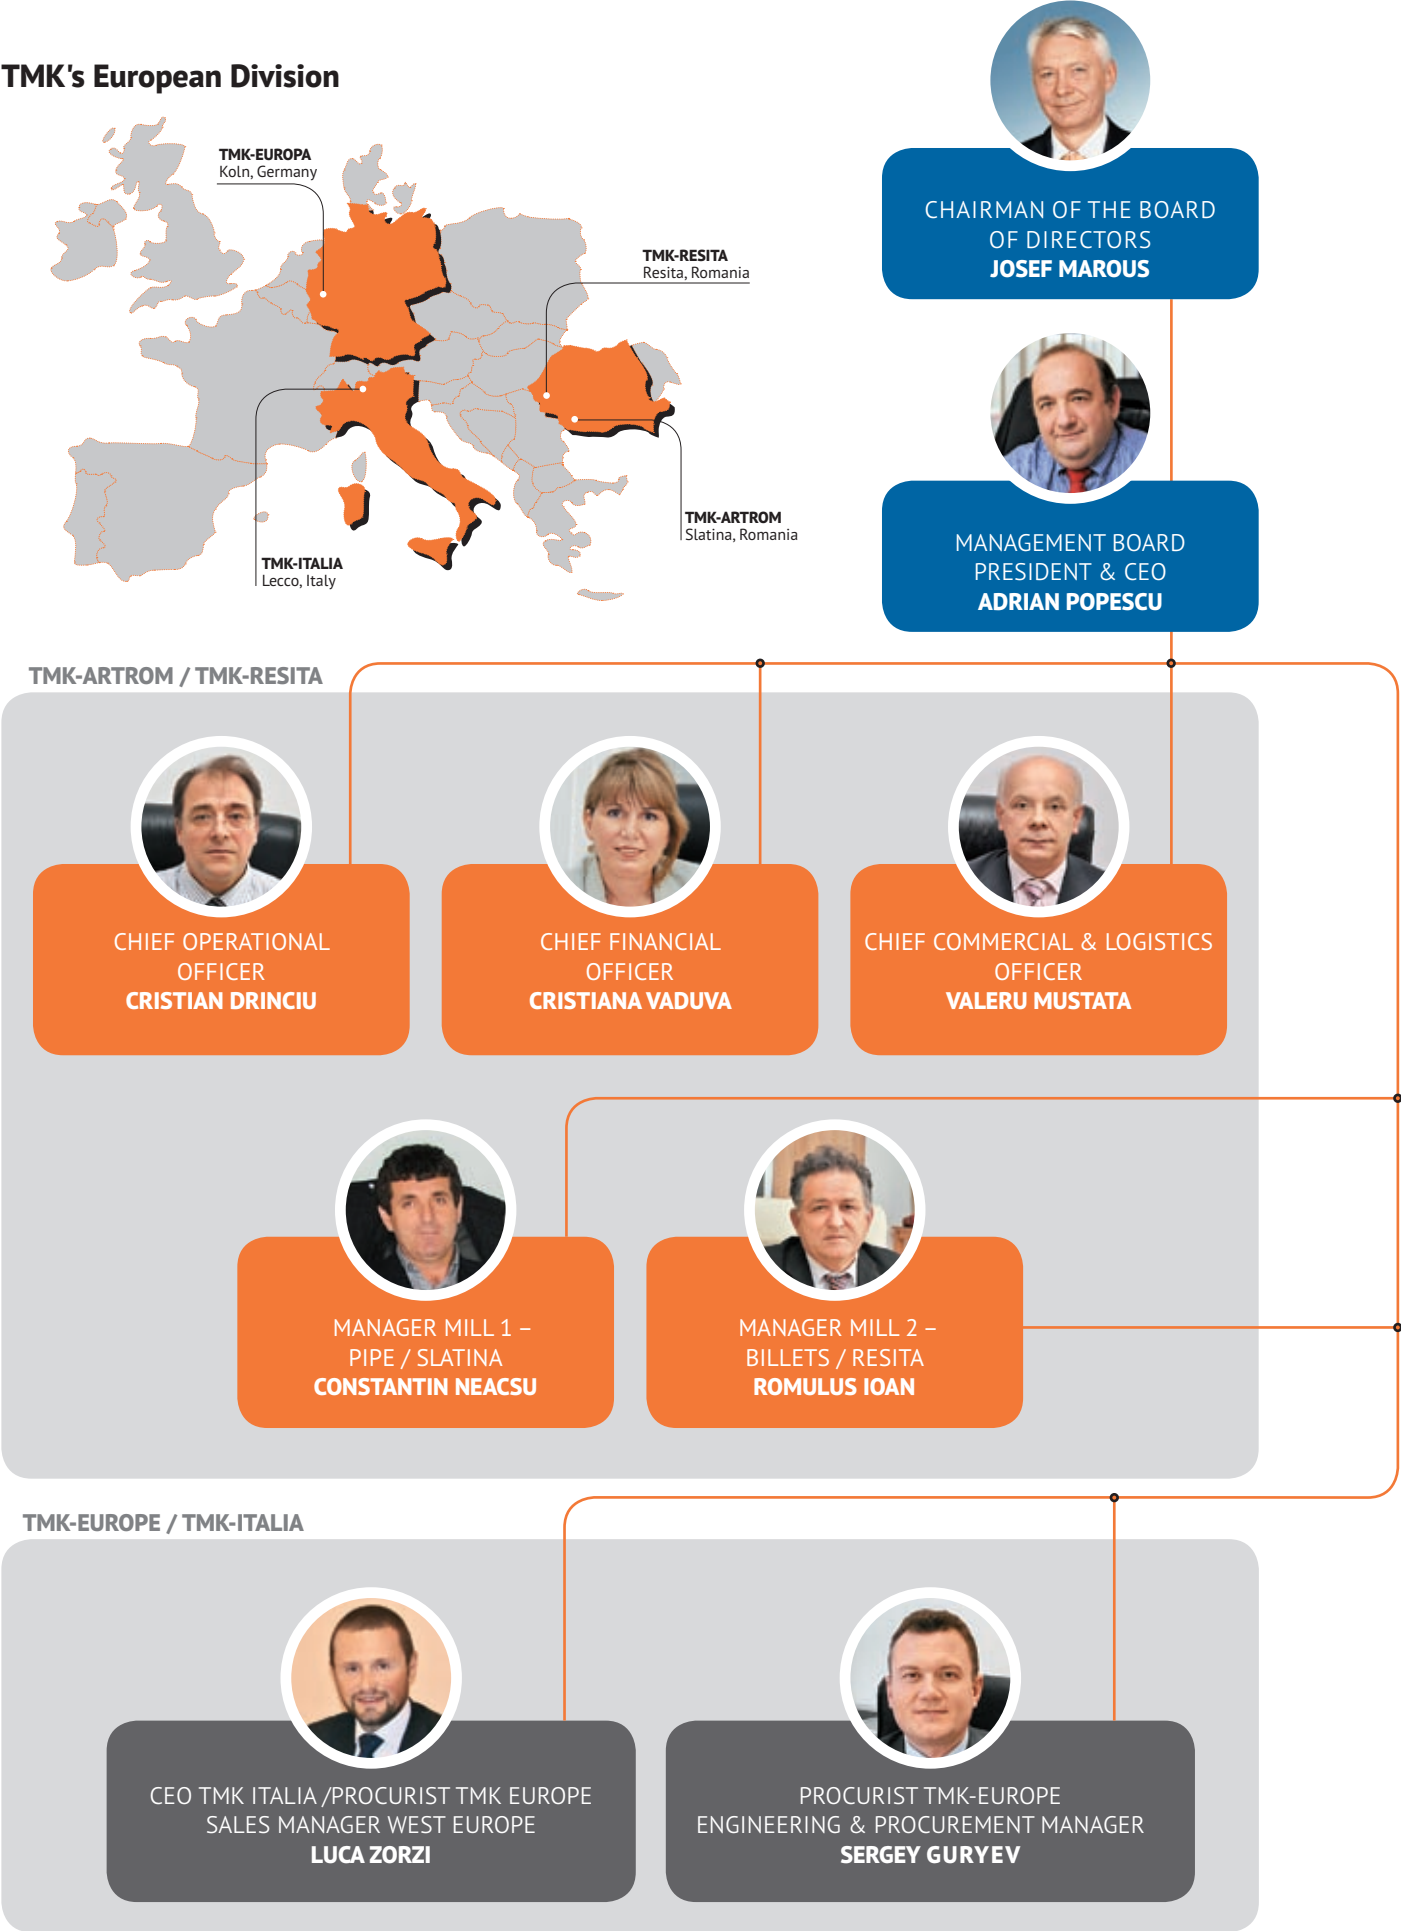 TMK's European Division
TMK-EUROPA
Koln, Germany
TMK-RESITA
Resita, Romania
TMK-ARTROM
Slatina, Romania
TMK-ITALIA
Lecco, Italy
CHAIRMAN OF THE BOARD
OF DIRECTORS
JOSEF MAROUS
MANAGEMENT BOARD
PRESIDENT & CEO
ADRIAN POPESCU
TMK-ARTROM / TMK-RESITA
CHIEF OPERATIONAL
OFFICER
CRISTIAN DRINCIU
CHIEF FINANCIAL
OFFICER
CRISTIANA VADUVA
CHIEF COMMERCIAL & LOGISTICS
OFFICER
VALERU MUSTATA
MANAGER MILL 1 –
PIPE / SLATINA
CONSTANTIN NEACSU
MANAGER MILL 2 –
BILLETS / RESITA
ROMULUS IOAN
TMK-EUROPE / TMK-ITALIA
CEO TMK ITALIA /PROCURIST TMK EUROPE
SALES MANAGER WEST EUROPE
LUCA ZORZI
PROCURIST TMK-EUROPE
ENGINEERING & PROCUREMENT MANAGER
SERGEY GURYEV